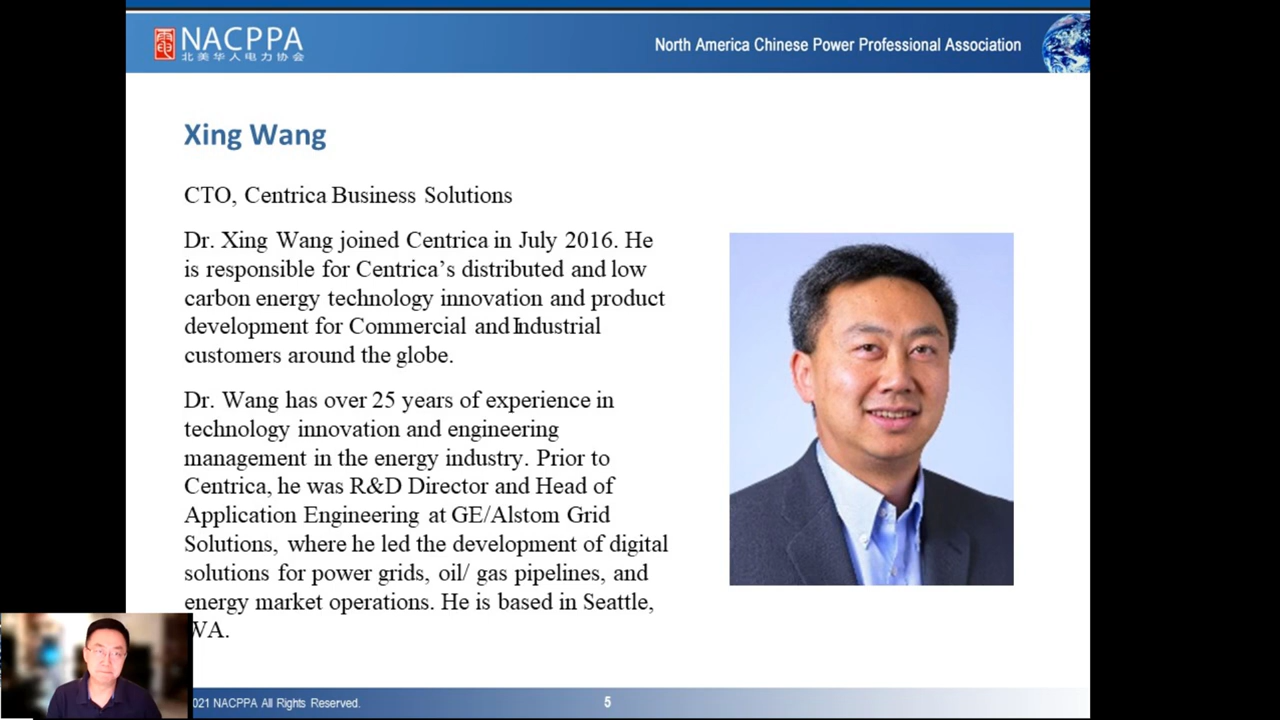 NACPPA
北美华人电力协会
North America Chinese Power Professional Association
Xing Wang
CTO, Centrica Business Solutions
Dr. Xing Wang joined Centrica in July 2016. He
is responsible for Centrica’s distributed and low
carbon energy technology innovation and product
development for Commercial and Industrial
customers around the globe.
Dr. Wang has over 25 years of experience in
technology innovation and engineering
management in the energy industry. Prior to
Centrica, he was R&D Director and Head of
Application Engineering at GE/Alstom Grid
Solutions, where he led the development of digital
solutions for power grids, oil/ gas pipelines, and
energy market operations. He is based in Seattle,
WA.
021 NACPPA All Rights Reserved.
5